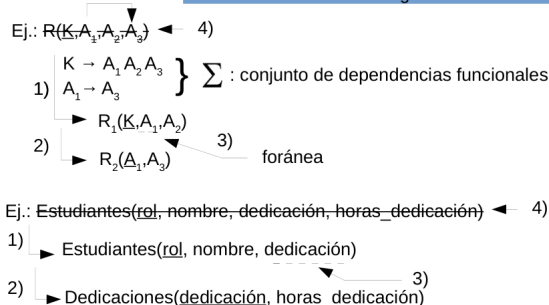 Ej.: R(K,A₁,A₂,A₃) 4)
K → A₁ A₂ A₃
1) A₁→ A₃ } Σ : conjunto de dependencias funcionales
R₁(K,A₁,A₂)
2) R₂(A₁,A₃) 3) foránea
Ej.: Estudiantes(rol, nombre, dedicación, horas_dedicación) 4)
1) Estudiantes(rol, nombre, dedicación)
3)
2) Dedicaciones(dedicación, horas_dedicación)